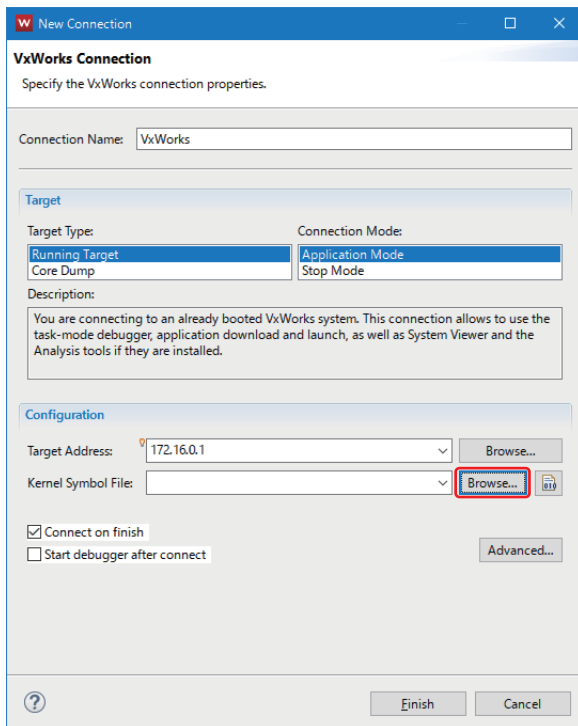 W New Connection
VxWorks Connection
Specify the VxWorks connection properties.
Connection Name: VxWorks
Target
Target Type: Connection Mode:
Running Target Application Mode
Core Dump Stop Mode
Description:
You are connecting to an already booted VxWorks system. This connection allows to use the
task-mode debugger, application download and launch, as well as System Viewer and the
Analysis tools if they are installed.
Configuration
Target Address: 172.16.0.1 Browse...
Kernel Symbol File: Browse... 010
Connect on finish
Start debugger after connect Advanced...
? Finish Cancel